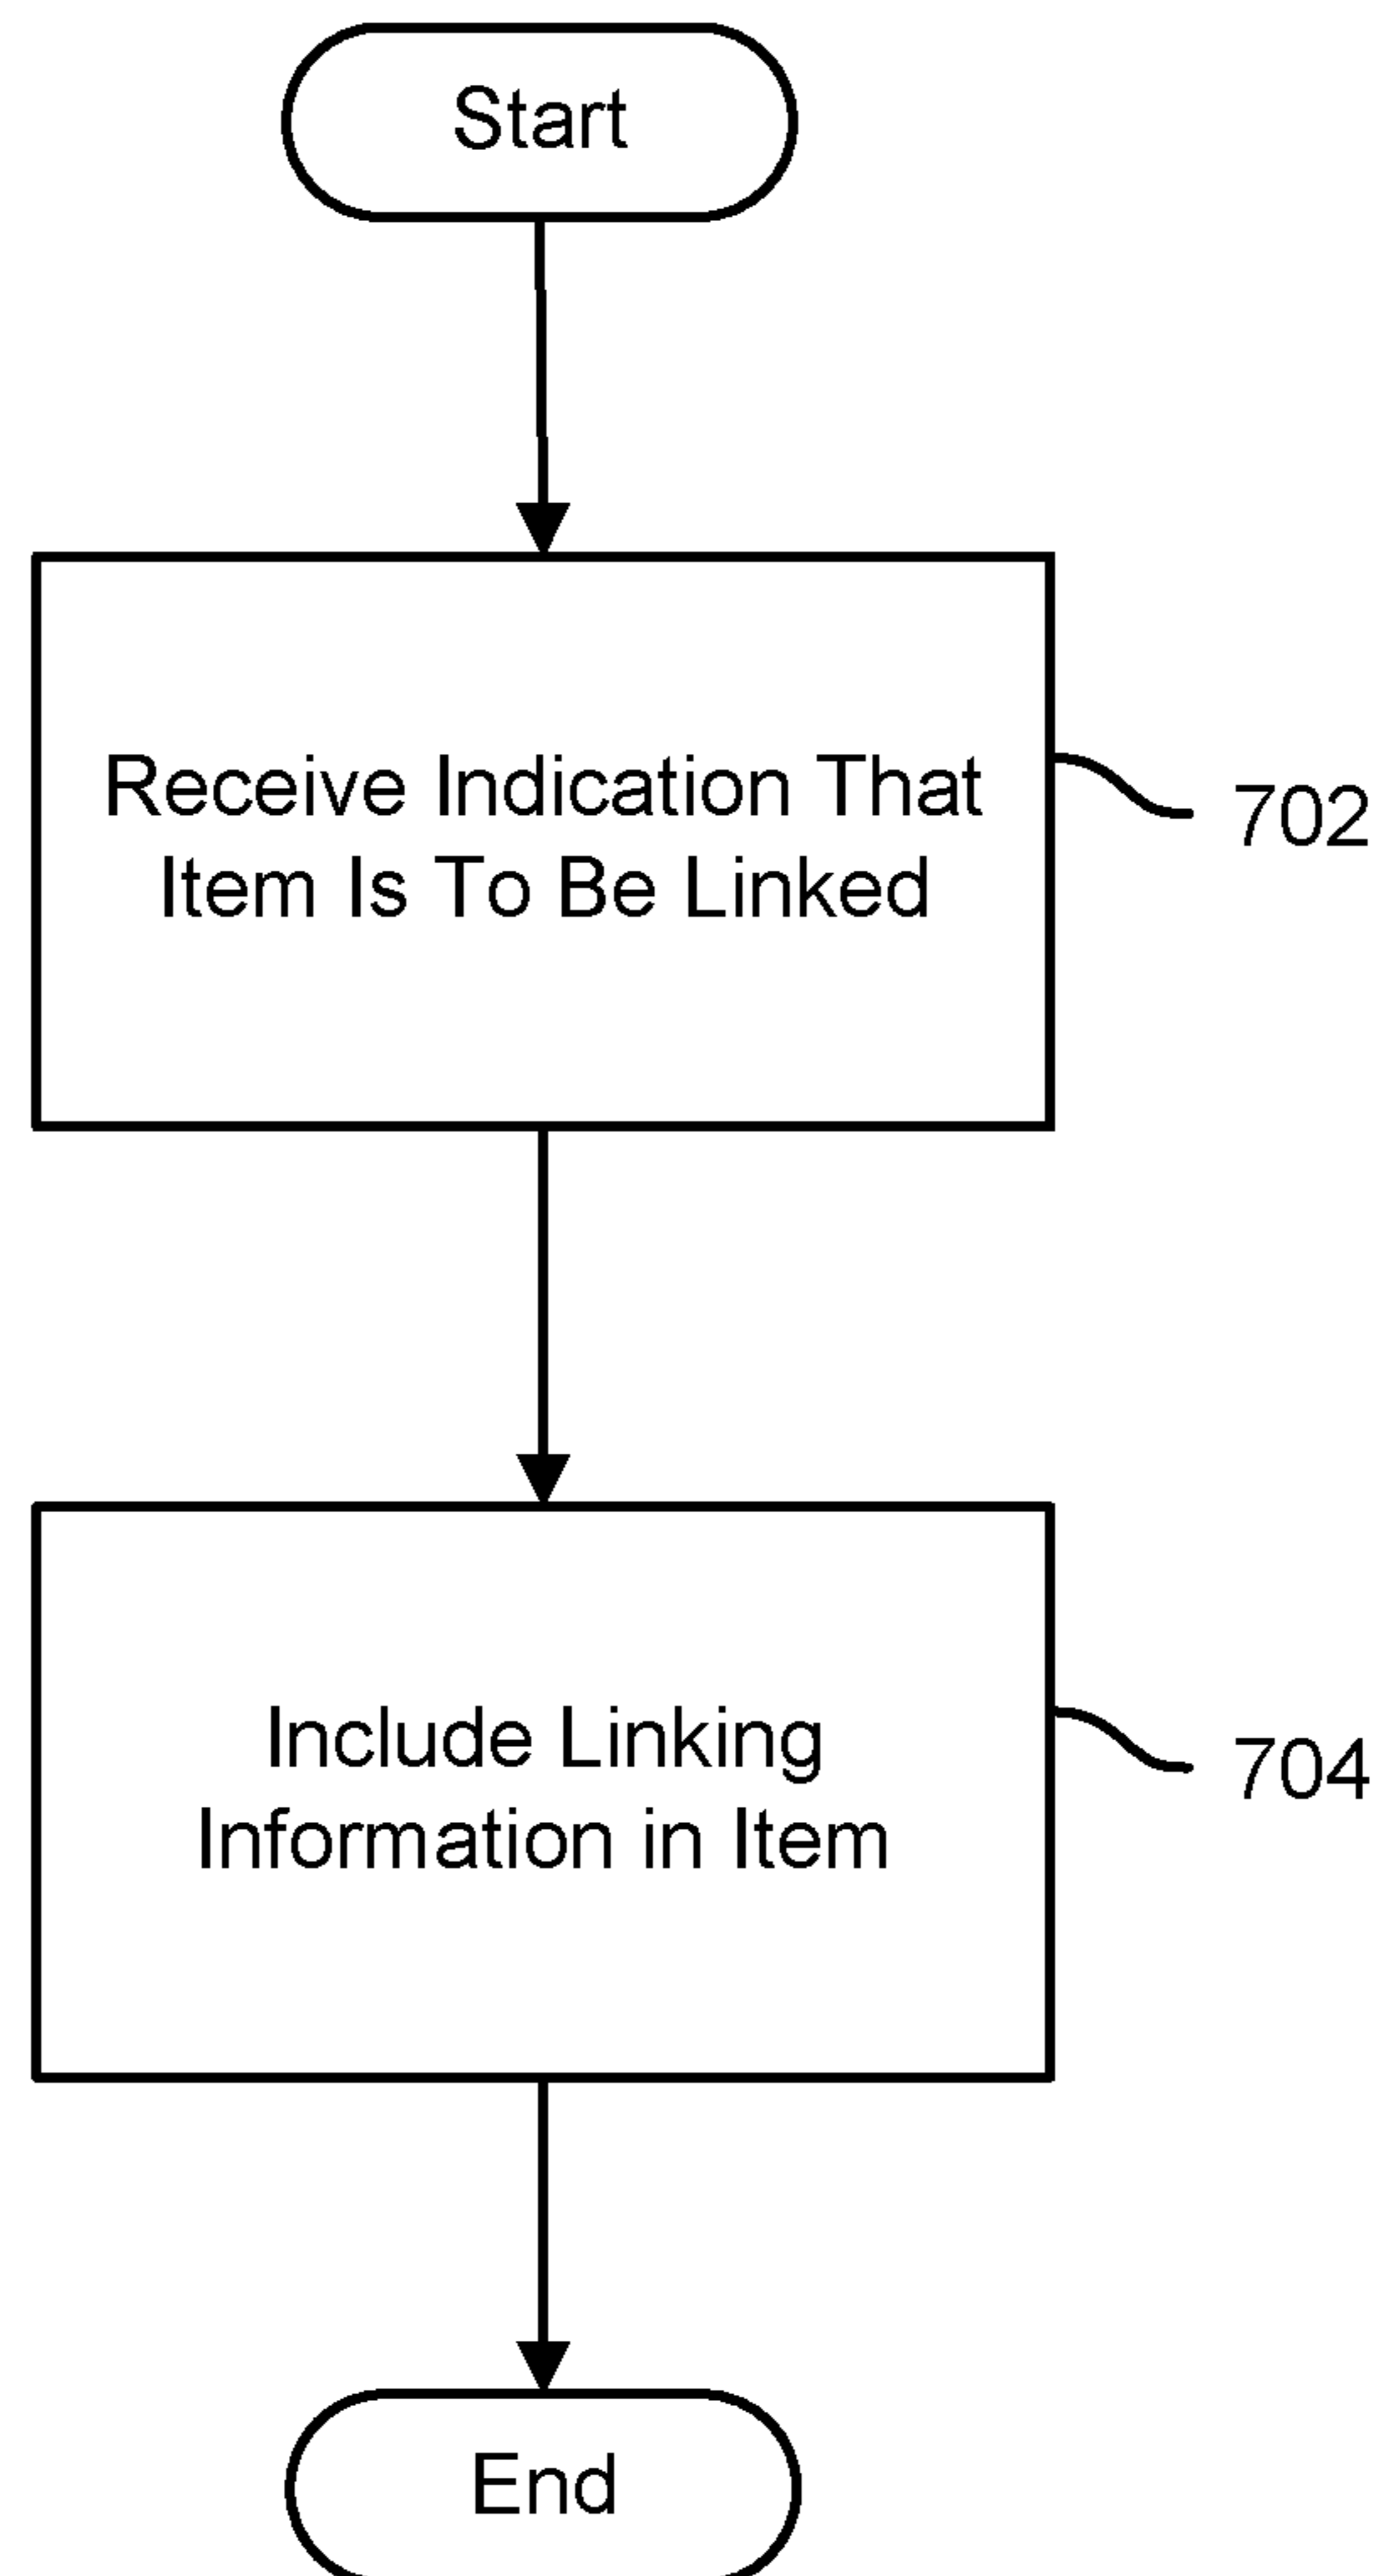 Start
Receive Indication That
Item Is To Be Linked
702
Include Linking
Information in Item
704
End